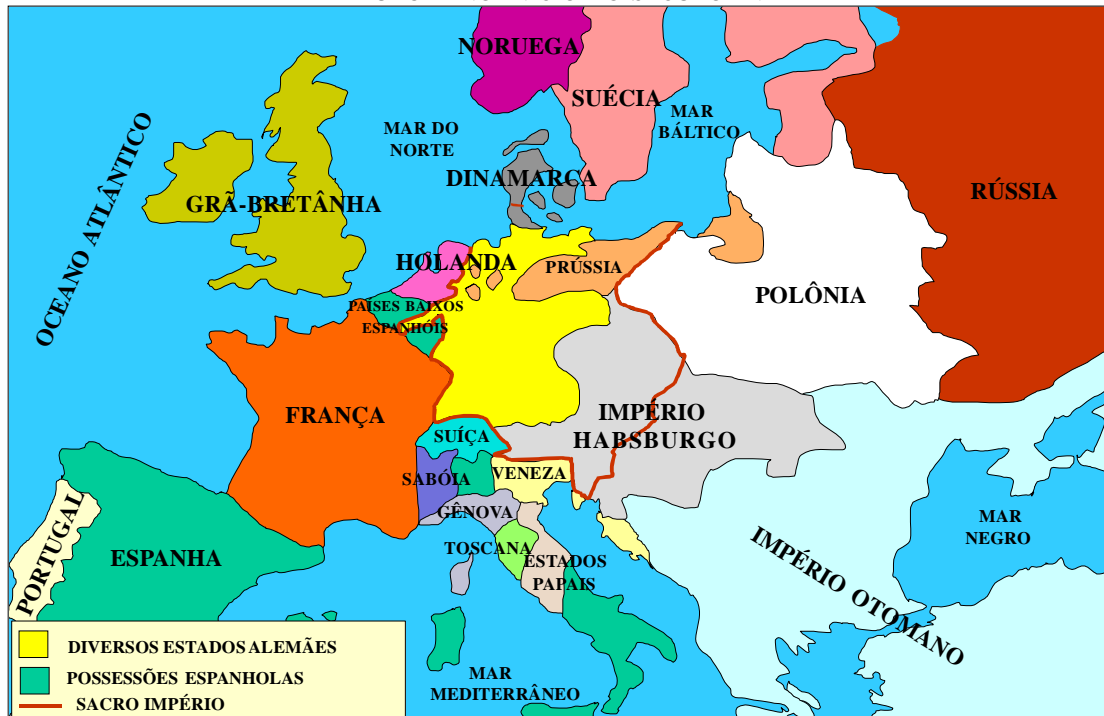 NORUEGA
SUÉCIA
MAR
BÁLTICO
MAR DO
NORTE
DINAMARCA
OCEANO ATLÂNTICO
GRÃ-BRETÂNHA
RÚSSIA
HOLANDA
PRÚSSIA
POLÔNIA
PAÍSES BAIXOS
ESPANHÓIS
FRANÇA
IMPÉRIO
HABSBURGO
SUÍÇA
SABÓIA
VENEZA
GÊNOVA
MAR
NEGRO
PORTUGAL
ESPANHA
TOSCANA
ESTADOS
PAPAIS
IMPÉRIO OTOMANO
MAR
MEDITERRÂNEO
DIVERSOS ESTADOS ALEMÃES
POSSESSÕES ESPANHOLAS
SACRO IMPÉRIO